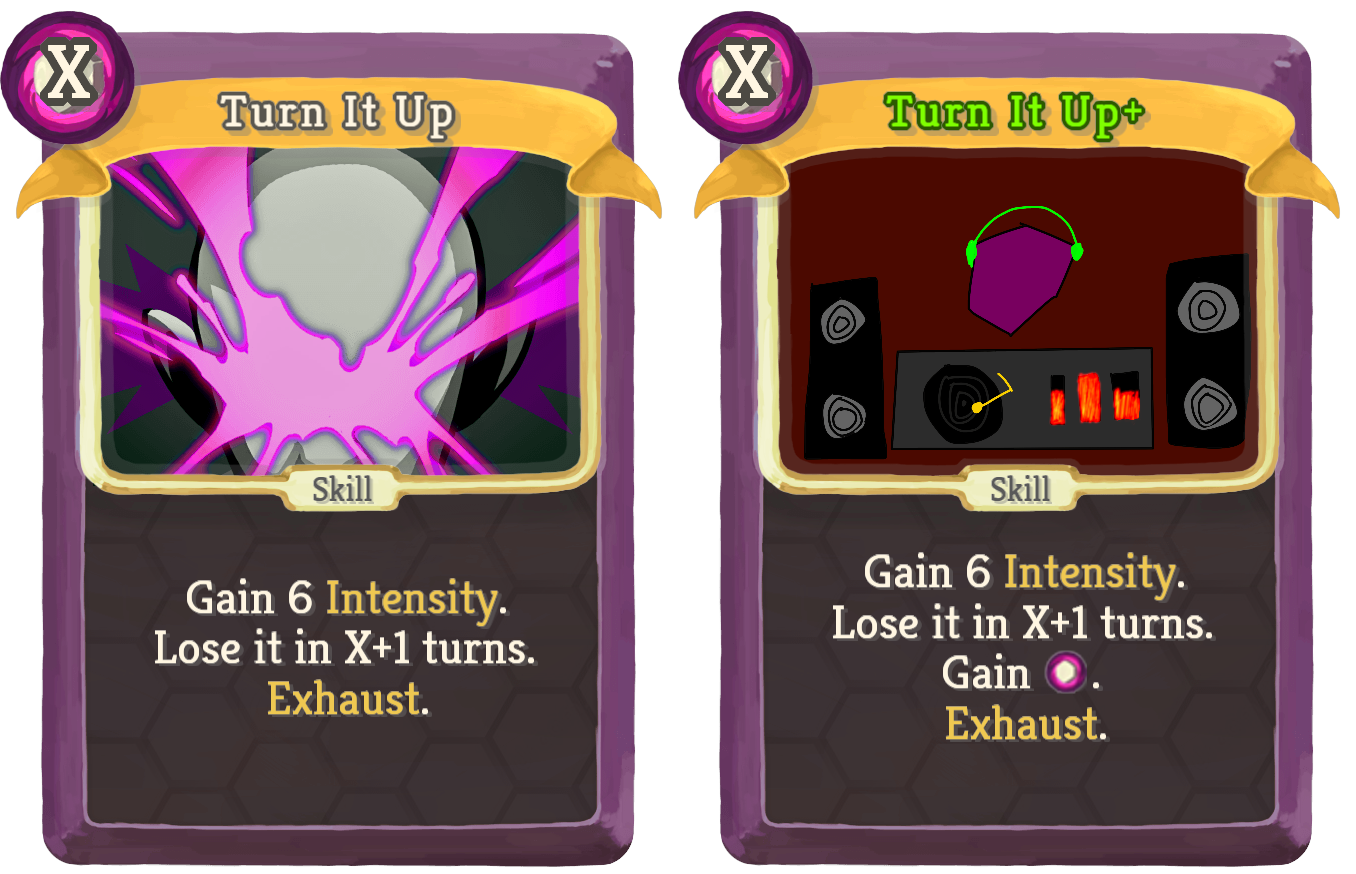 X
Turn It Up
Skill
Gain 6 Intensity.
Lose it in X+1 turns.
Exhaust.
X
Turn It Up+
Skill
Gain 6 Intensity.
Lose it in X+1 turns.
Gain .
Exhaust.